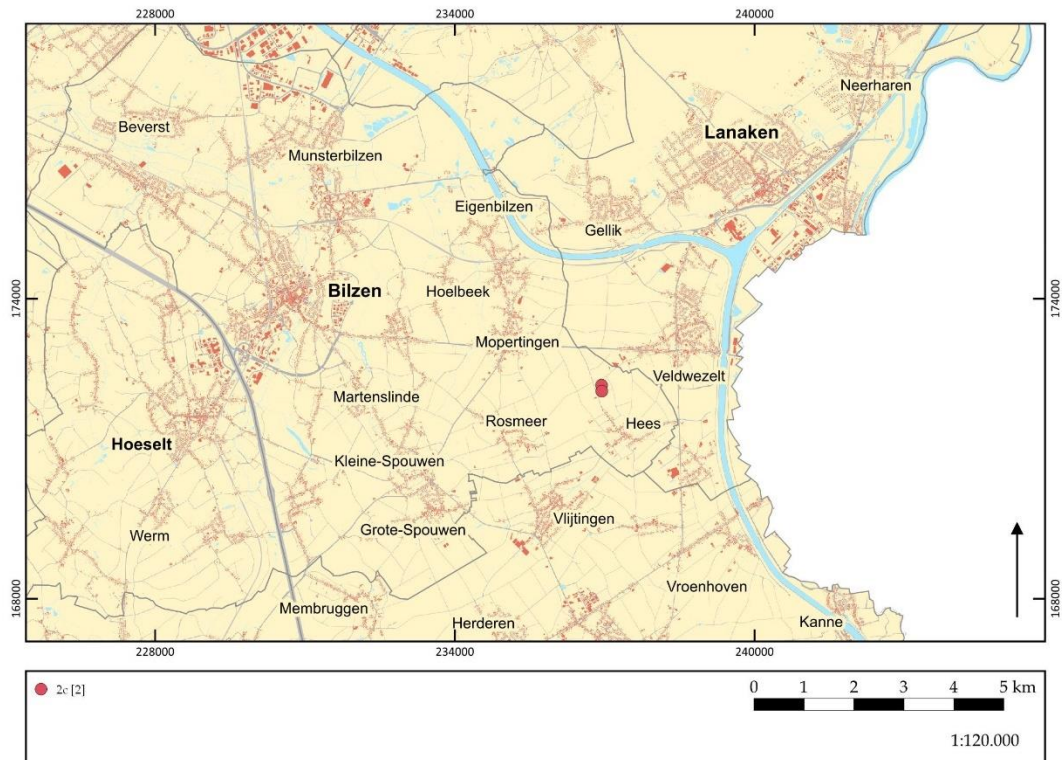 228000 234000 240000
Neerharen
Beverst
Lanaken
Munsterbilzen
Eigenbilzen
Gellik
174000
Bilzen
Hoelbeek
174000
Mopertingen
Veldwezelt
Martenslinde
Rosmeer
Hees
Hoeselt
Kleine-Spouwen
Vlijtingen
Grote-Spouwen
Werm
Vroenhoven
168000
Membruggen
Herderen
Kanne
168000
228000 234000 240000
2c [2]
0 1 2 3 4 5 km
1:120.000